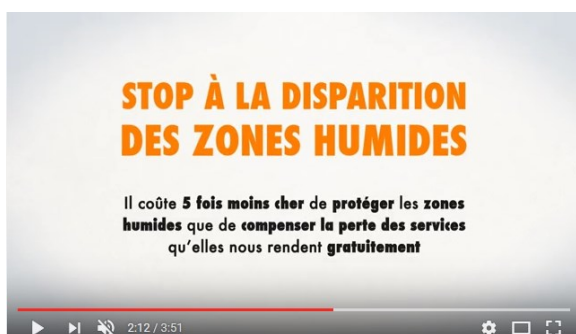 STOP À LA DISPARITION
DES ZONES HUMIDES
Il coûte 5 fois moins cher de protéger les zones
humides que de compenser la perte des services
qu'elles nous rendent gratuitement
2:12 / 3:51